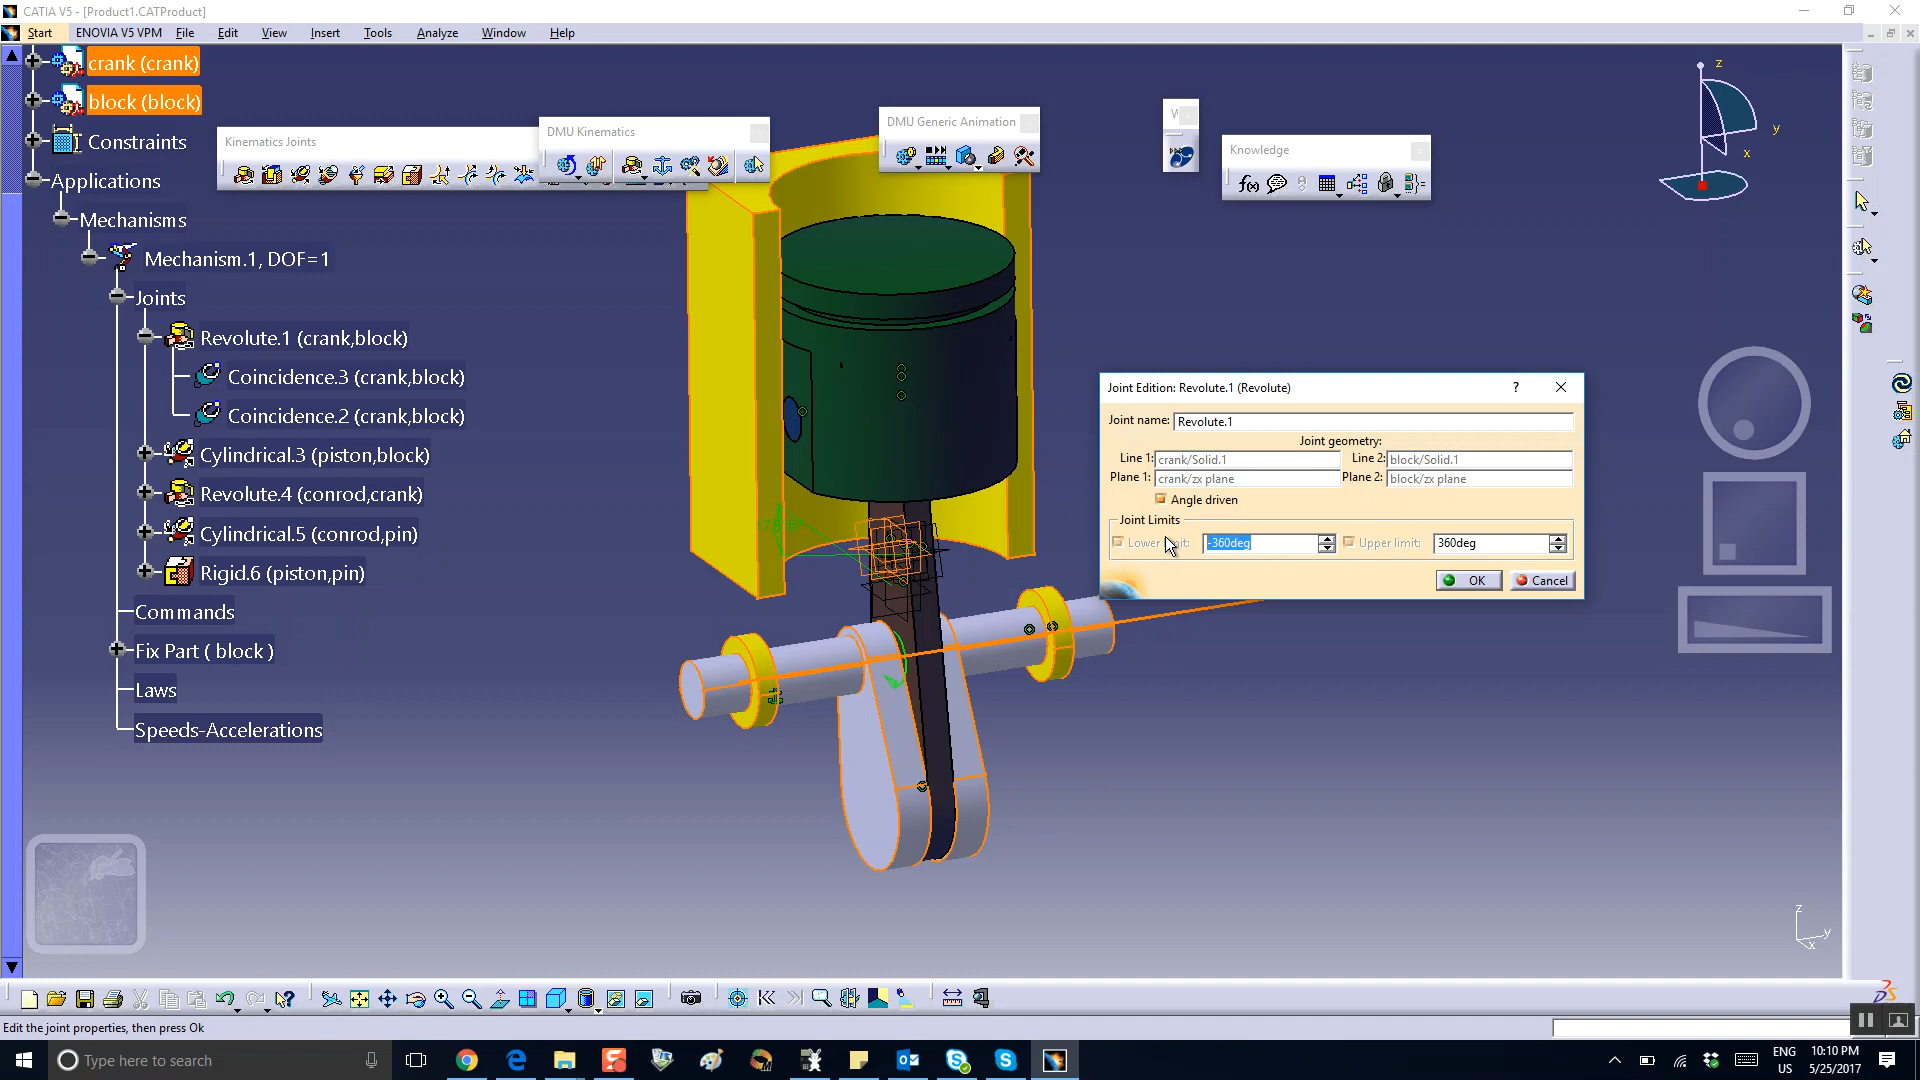 CATIA V5 - [Product1.CATProduct]
Start
ENOVIA V5 VPM
File
Edit
View
Insert
Tools
Analyze
Window
Help
crank (crank)
block (block)
Constraints
Applications
Mechanisms
Mechanism.1, DOF=1
Joints
Revolute.1 (crank,block)
Coincidence.3 (crank,block)
Coincidence.2 (crank,block)
Cylindrical.3 (piston,block)
Revolute.4 (conrod,crank)
Cylindrical.5 (conrod,pin)
Rigid.6 (piston,pin)
Commands
Fix Part ( block )
Laws
Speeds-Accelerations
Kinematics Joints
DMU Kinematics
DMU Generic Animation
Knowledge
f(x)
z
y
x
Joint Edition: Revolute.1 (Revolute)
?
Joint name: Revolute.1
Joint geometry:
Line 1: crank/Solid.1 Line 2: block/Solid.1
Plane 1: crank/zx plane Plane 2: block/zx plane
Angle driven
Joint Limits
Lower limit: -360deg Upper limit: 360deg
OK Cancel
z
y
x
Edit the joint properties, then press Ok
Type here to search
ENG
US
10:10 PM
5/25/2017